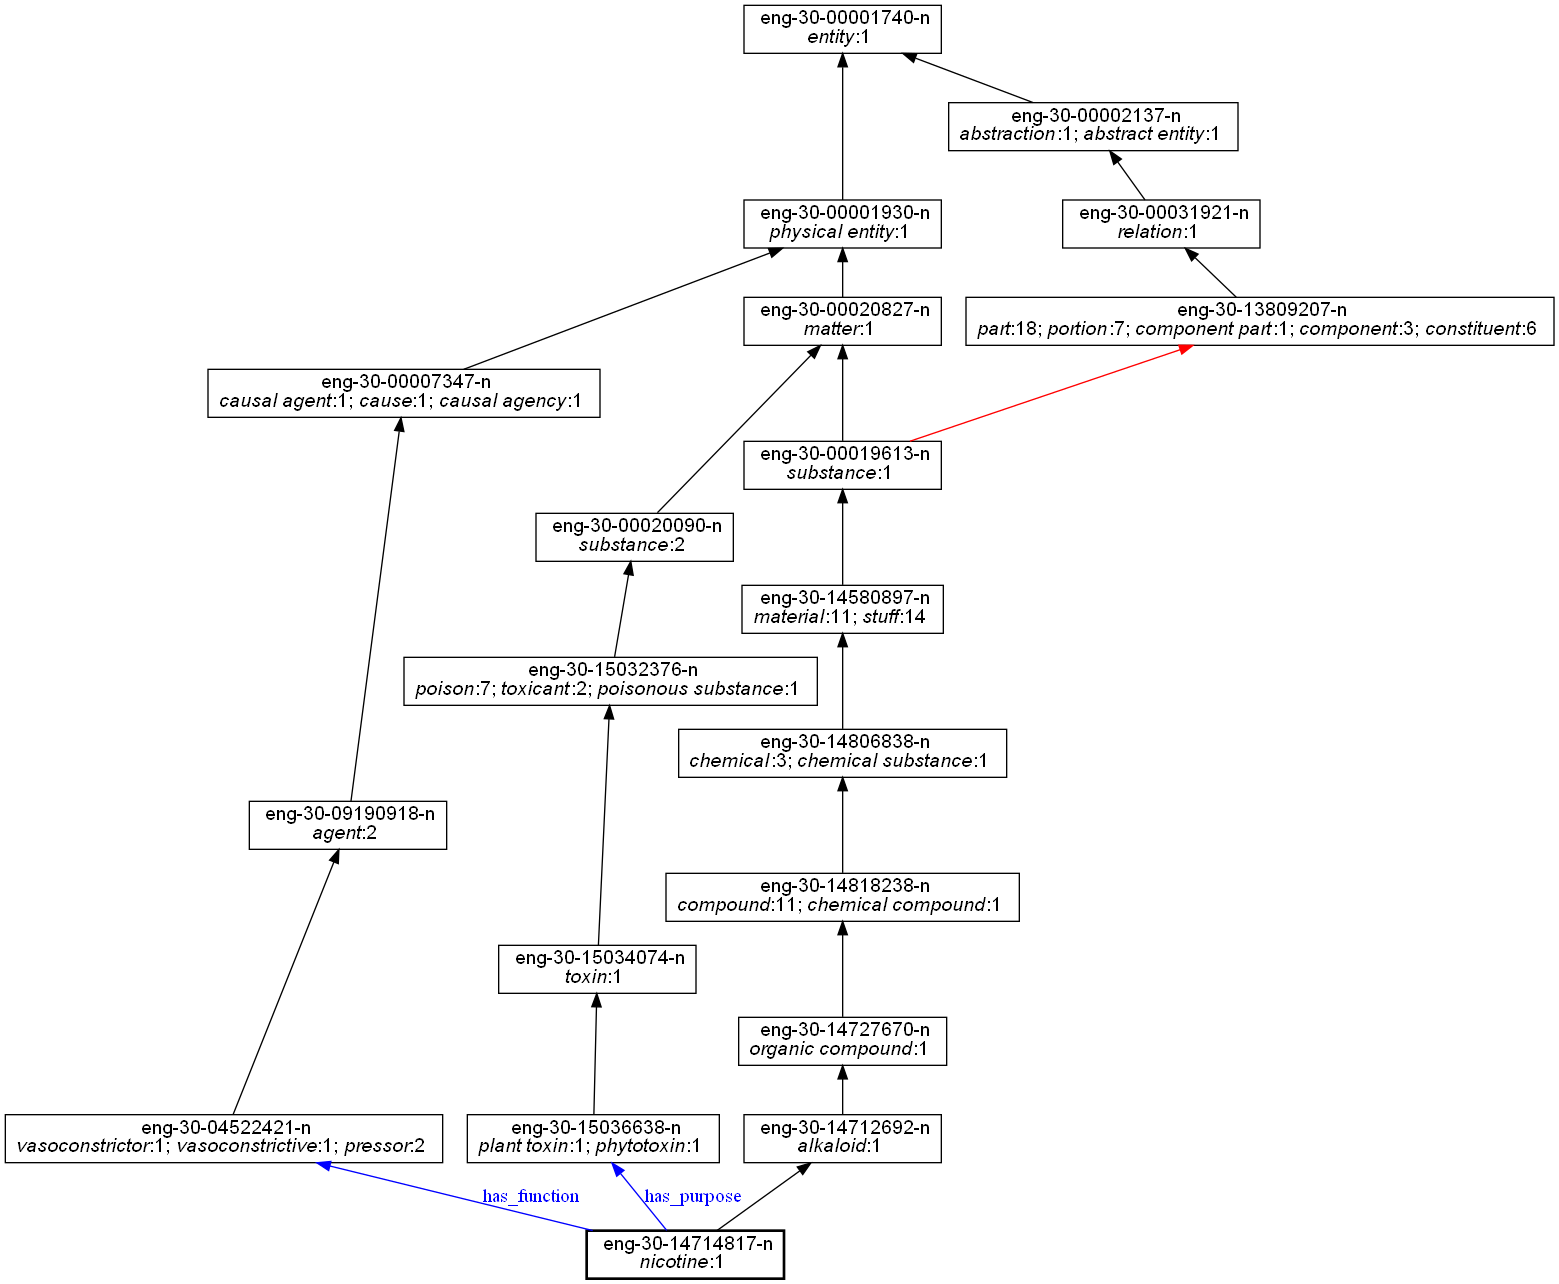 eng-30-00001740-n
entity:1
eng-30-00002137-n
abstraction:1; abstract entity:1
eng-30-00001930-n
physical entity:1
eng-30-00031921-n
relation:1
eng-30-00020827-n
matter:1
eng-30-13809207-n
part:18; portion:7; component part:1; component:3; constituent:6
eng-30-00007347-n
causal agent:1; cause:1; causal agency:1
eng-30-00019613-n
substance:1
eng-30-00020090-n
substance:2
eng-30-14580897-n
material:11; stuff:14
eng-30-15032376-n
poison:7; toxicant:2; poisonous substance:1
eng-30-14806838-n
chemical:3; chemical substance:1
eng-30-09190918-n
agent:2
eng-30-14818238-n
compound:11; chemical compound:1
eng-30-15034074-n
toxin:1
eng-30-14727670-n
organic compound:1
eng-30-04522421-n
vasoconstrictor:1; vasoconstrictive:1; pressor:2
eng-30-15036638-n
plant toxin:1; phytotoxin:1
eng-30-14712692-n
alkaloid:1
has_function
has_purpose
eng-30-14714817-n
nicotine:1